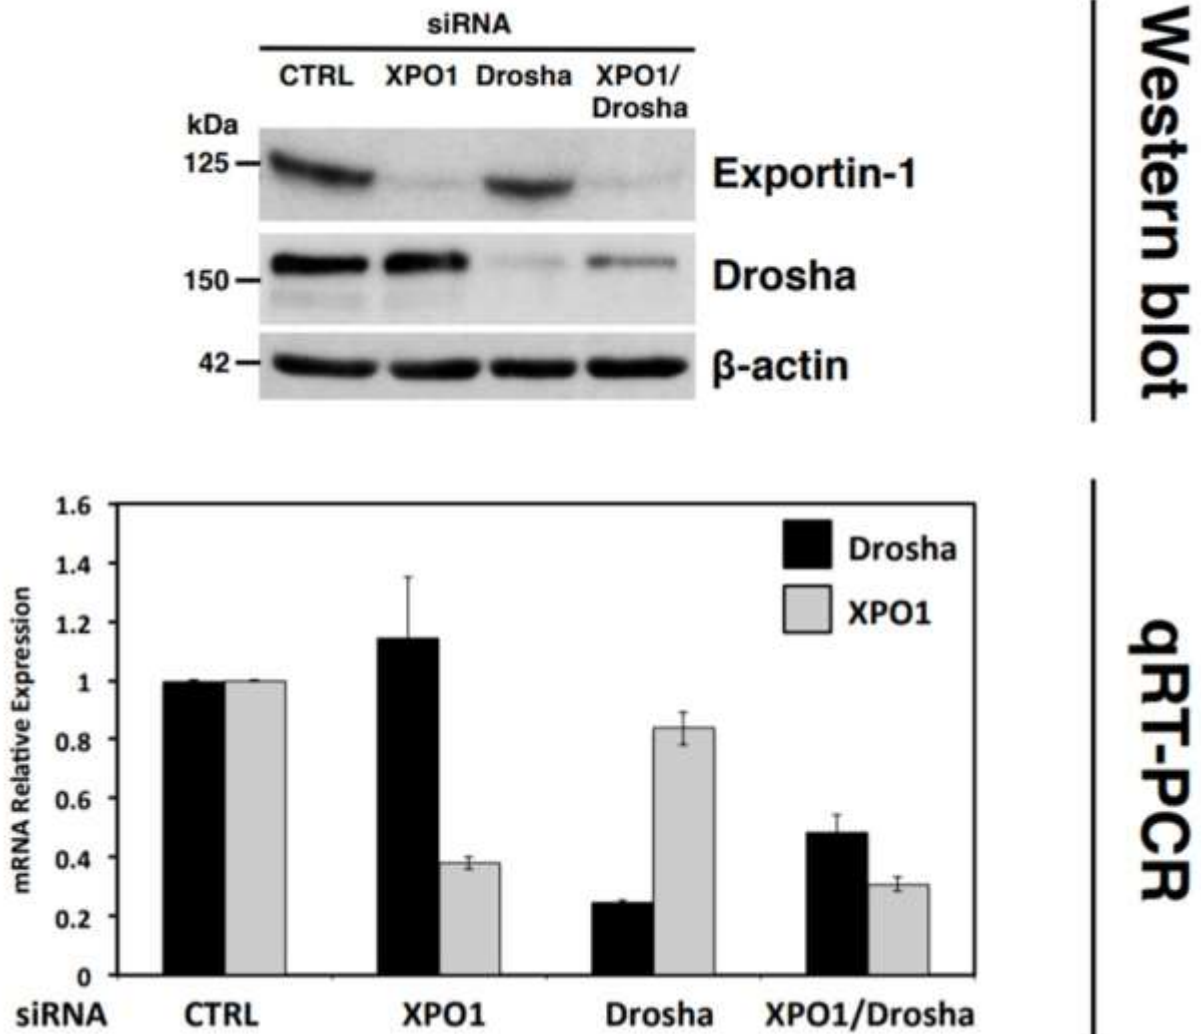 siRNA
CTRL XPO1 Drosha XPO1/
Drosha
kDa
125
Exportin-1
150
Drosha
42
β-actin
Western blot
1.6
1.4
1.2
1
0.8
0.6
0.4
0.2
0
mRNA Relative Expression
Drosha
XPO1
siRNA CTRL XPO1 Drosha XPO1/Drosha
qRT-PCR